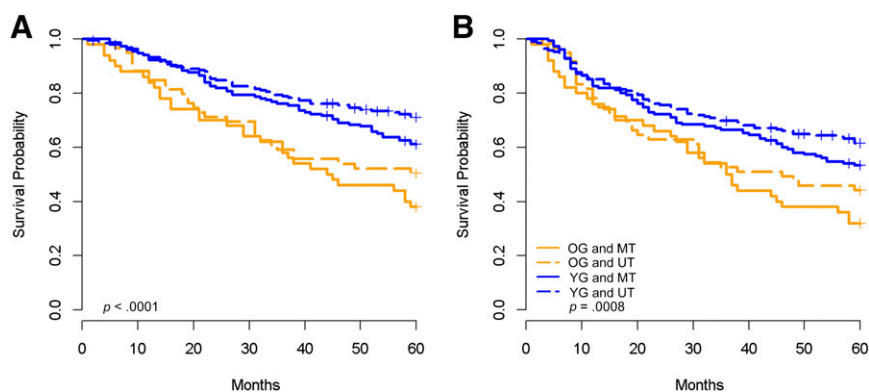 A
Survival Probability
1.0
0.8
0.6
0.4
0.2
0.0
p < .0001
0 10 20 30 40 50 60
Months
B
Survival Probability
1.0
0.8
0.6
0.4
0.2
0.0
OG and MT
OG and UT
YG and MT
YG and UT
p = .0008
0 10 20 30 40 50 60
Months